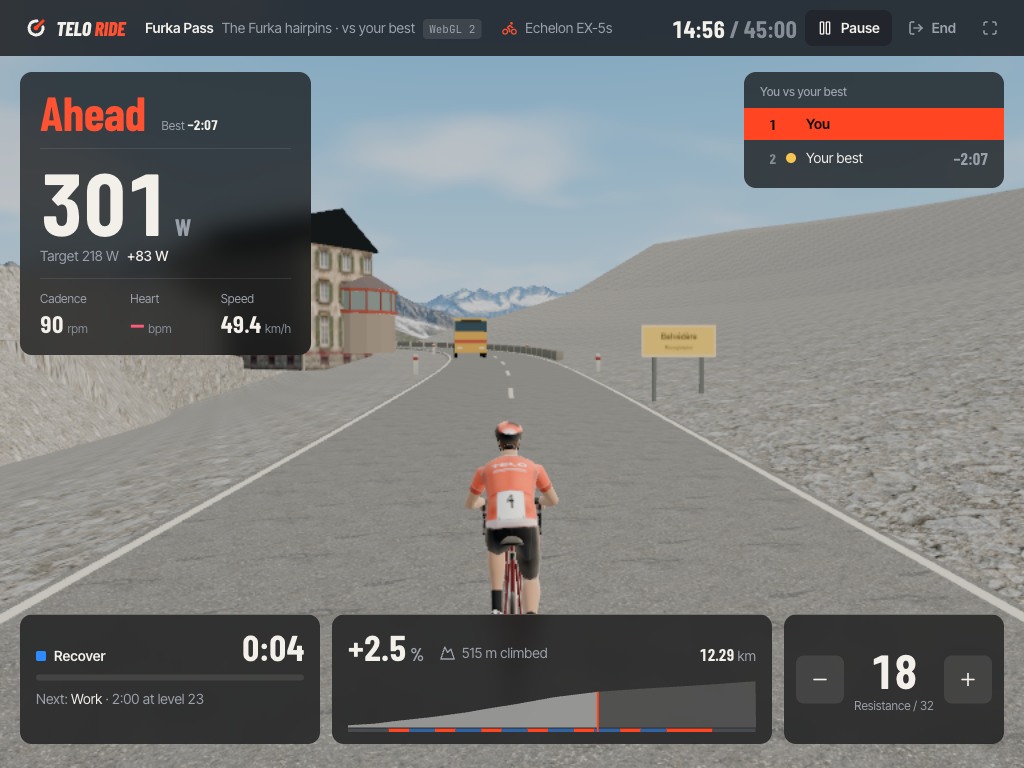 TELO RIDE Furka Pass The Furka hairpins · vs your best WebGL 2 Echelon EX-5s 14:56 / 45:00 Pause End
Ahead Best −2:07
301 W
Target 218 W +83 W
Cadence Heart Speed
90 rpm – bpm 49.4 km/h
You vs your best
1 You
2 Your best −2:07
Belvédère
TELO
4
Recover 0:04
Next: Work · 2:00 at level 23
+2.5 % 515 m climbed 12.29 km
− 18 +
Resistance / 32